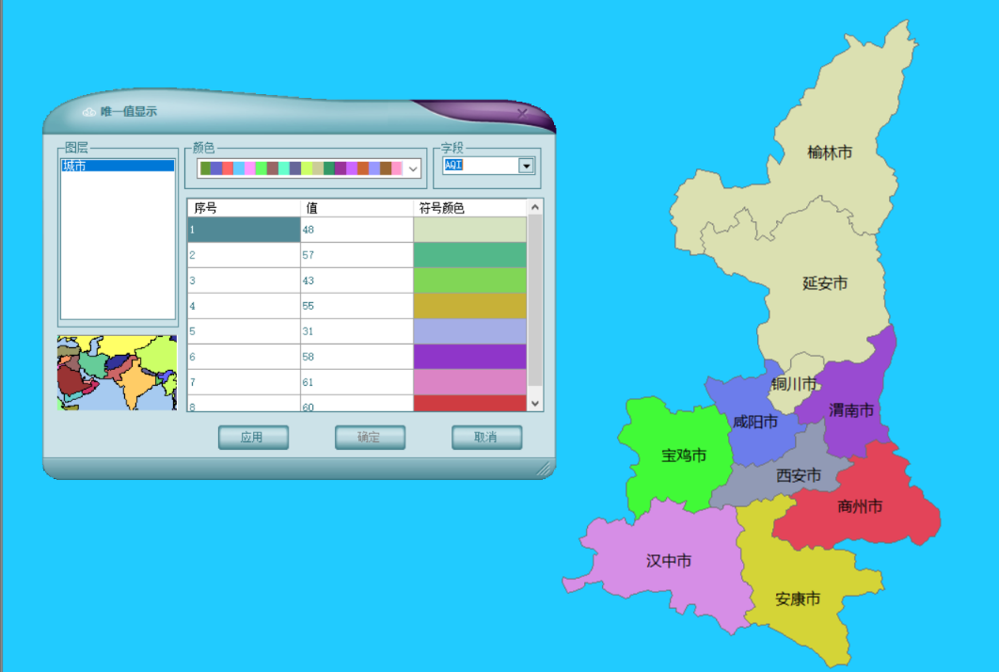 唯一值显示
图层
颜色
字段
城市
AQI
序号 值 符号颜色
1 48
2 57
3 43
4 55
5 31
6 58
7 61
8 60
应用 确定 取消
榆林市
延安市
铜川市
渭南市
咸阳市
宝鸡市
西安市
商州市
汉中市
安康市